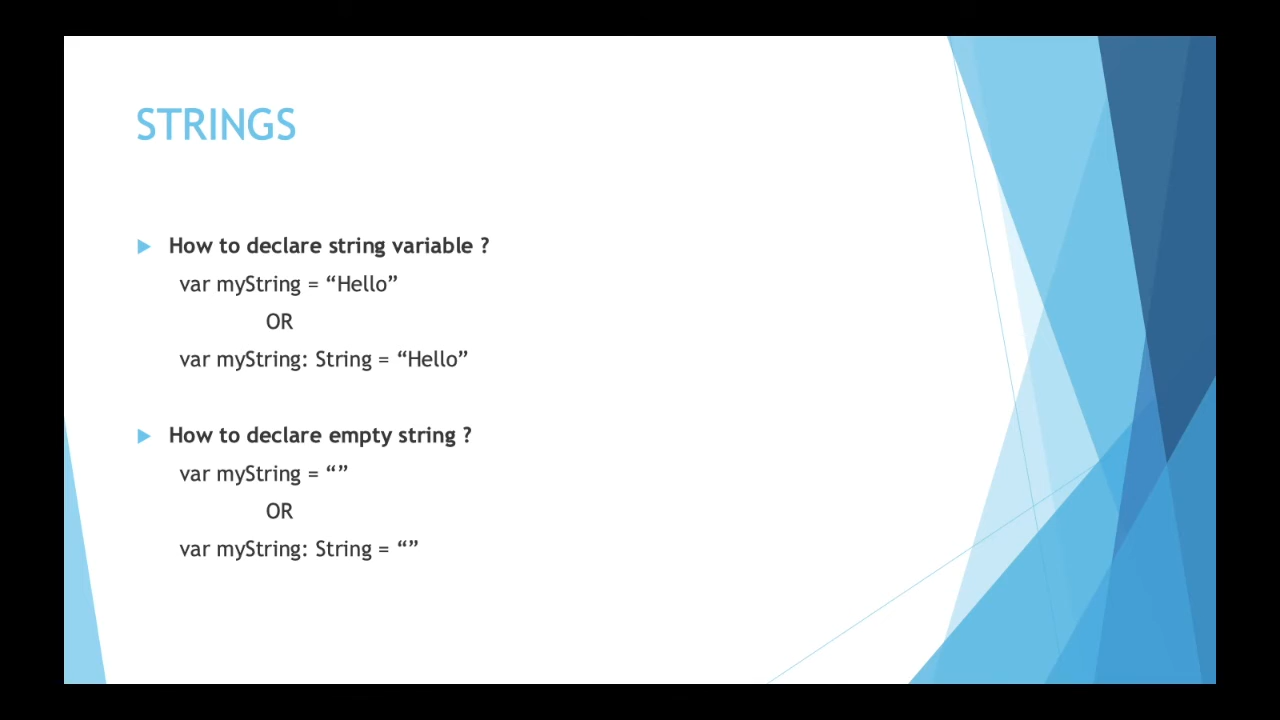 STRINGS
How to declare string variable ?
var myString = “Hello”
OR
var myString: String = “Hello”
How to declare empty string ?
var myString = “”
OR
var myString: String = “”